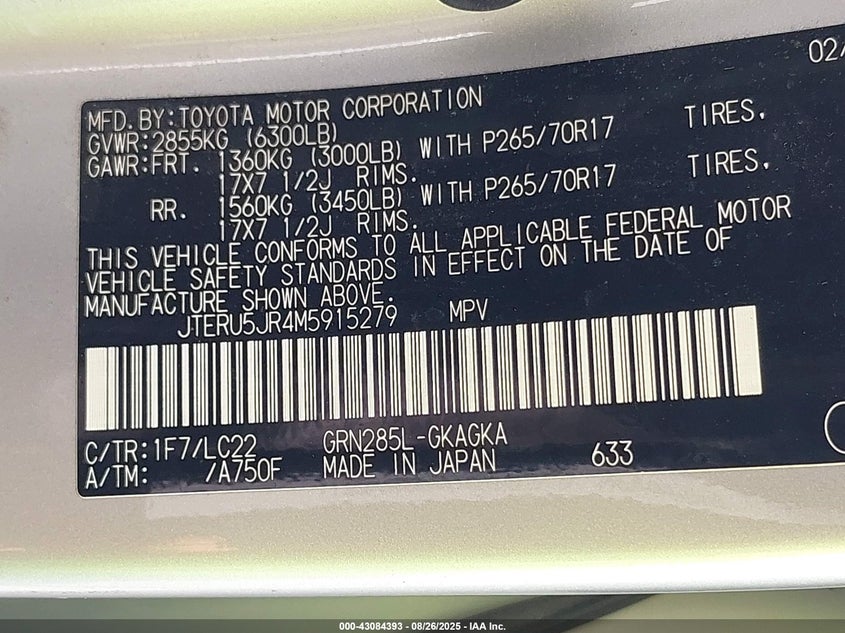 02/
MFD.BY:TOYOTA MOTOR CORPORATION
GVWR:2855KG (6300LB)
GAWR:FRT. 1360KG (3000LB) WITH P265/70R17 TIRES.
17X7 1/2J RIMS.
RR. 1560KG (3450LB) WITH P265/70R17 TIRES.
17X7 1/2J RIMS.
THIS VEHICLE CONFORMS TO ALL APPLICABLE FEDERAL MOTOR
VEHICLE SAFETY STANDARDS IN EFFECT ON THE DATE OF
MANUFACTURE SHOWN ABOVE.
JTERU5JR4M5915279 MPV
C/TR:1F7/LC22 GRN285L-GKAGKA
A/TM: /A750F MADE IN JAPAN 633
000-43084393 - 08/26/2025 - IAA Inc.